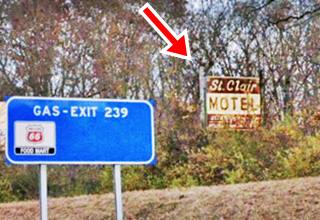 St. Clair
MOTEL
GAS - EXIT 239
66
FOOD MART